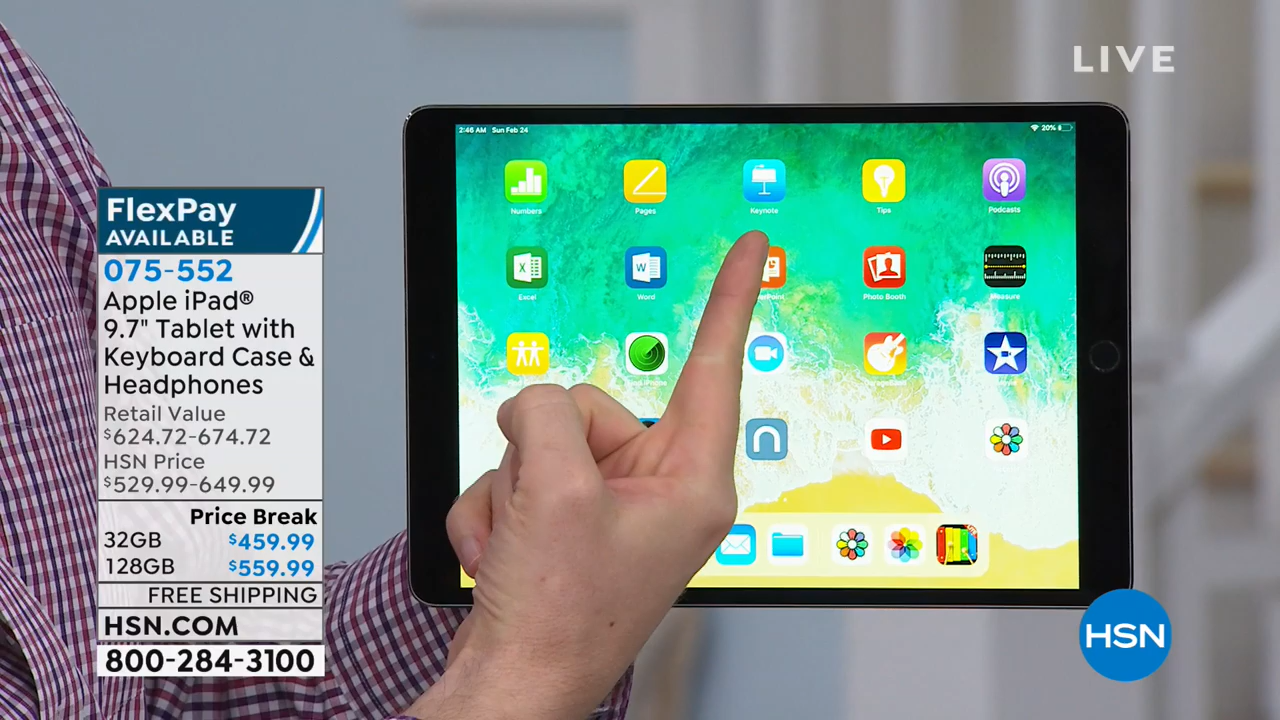 LIVE
FlexPay
AVAILABLE
075-552
Apple iPad®
9.7" Tablet with
Keyboard Case &
Headphones
Retail Value
$624.72-674.72
HSN Price
$529.99-649.99
Price Break
32GB $459.99
128GB $559.99
FREE SHIPPING
HSN.COM
800-284-3100
2:46 AM Sun Feb 24
20%
Numbers Pages Keynote Tips Podcasts
Excel Word Photo Booth Measure
HSN